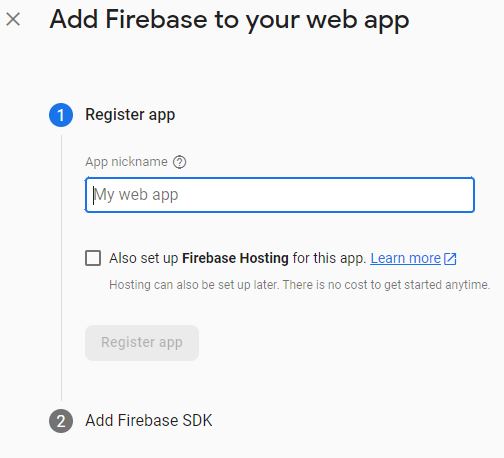 Add Firebase to your web app
1 Register app
App nickname
My web app
Also set up Firebase Hosting for this app. Learn more
Hosting can also be set up later. There is no cost to get started anytime.
Register app
2 Add Firebase SDK